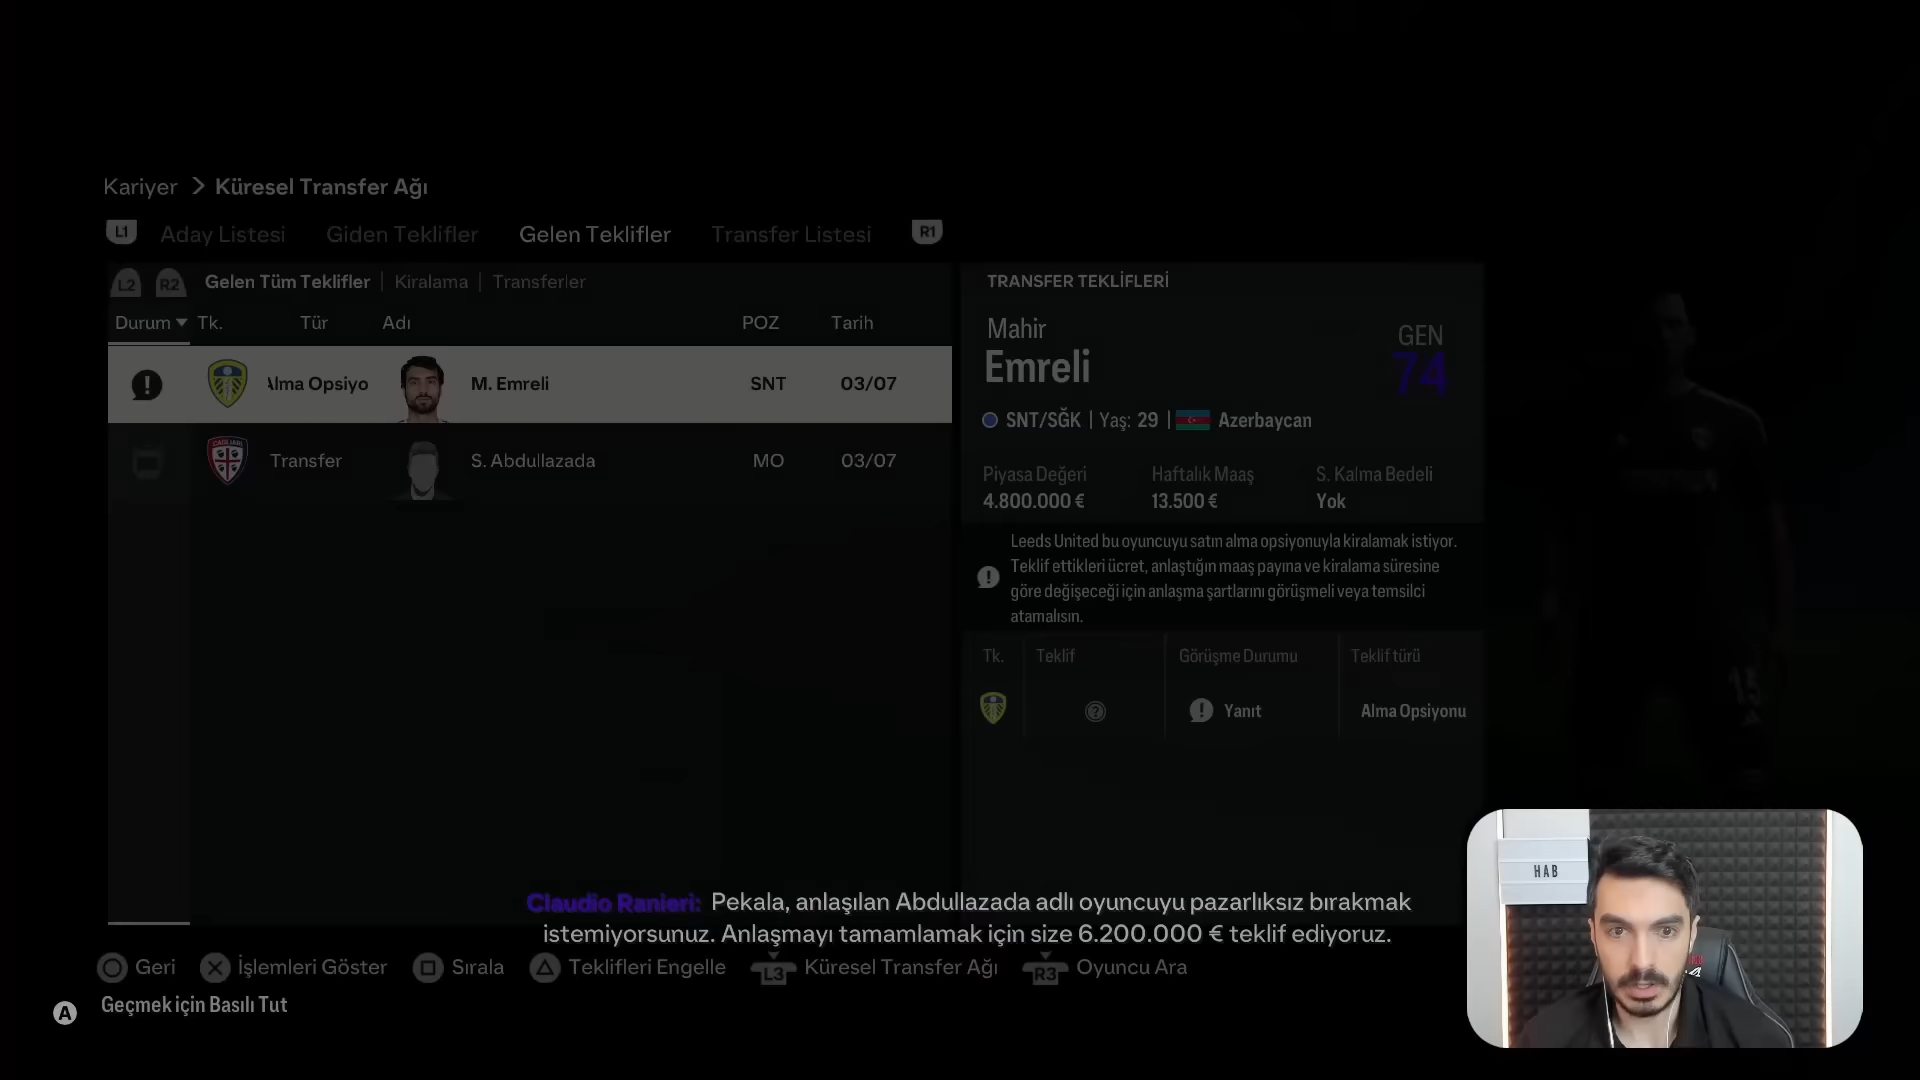 Kariyer > Küresel Transfer Ağı
L1 Aday Listesi Giden Teklifler Gelen Teklifler Transfer Listesi R1
L2 R2 Gelen Tüm Teklifler | Kiralama | Transferler
Durum Tk. Tür Adı POZ Tarih
Alma Opsiyo M. Emreli SNT 03/07
CAGLIARI Transfer S. Abdullazada MO 03/07
TRANSFER TEKLİFLERİ
Mahir
Emreli
GEN
74
SNT/SĞK | Yaş: 29 | Azerbaycan
Piyasa Değeri Haftalık Maaş S. Kalma Bedeli
4.800.000 € 13.500 € Yok
Leeds United bu oyuncuyu satın alma opsiyonuyla kiralamak istiyor.
Teklif ettikleri ücret, anlaştığın maaş payına ve kiralama süresine
göre değişeceği için anlaşma şartlarını görüşmeli veya temsilci
atamalısın.
Tk. Teklif Görüşme Durumu Teklif türü
Yanıt Alma Opsiyonu
15
HAB
Claudio Ranieri: Pekala, anlaşılan Abdullazada adlı oyuncuyu pazarlıksız bırakmak
istemiyorsunuz. Anlaşmayı tamamlamak için size 6.200.000 € teklif ediyoruz.
Geri İşlemleri Göster Sırala Teklifleri Engelle L3 Küresel Transfer Ağı R3 Oyuncu Ara
A Geçmek için Basılı Tut